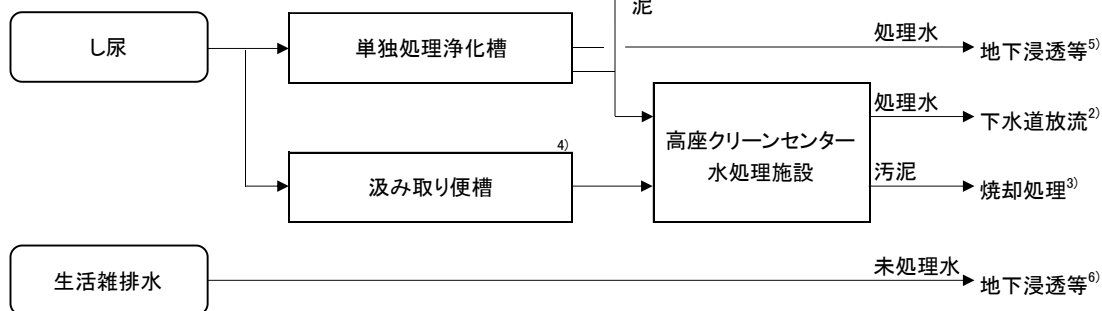 泥
し尿
単独処理浄化槽
処理水
地下浸透等5)
高座クリーンセンター
水処理施設
処理水
下水道放流2)
4)
汲み取り便槽
汚泥
焼却処理3)
生活雑排水
未処理水
地下浸透等6)